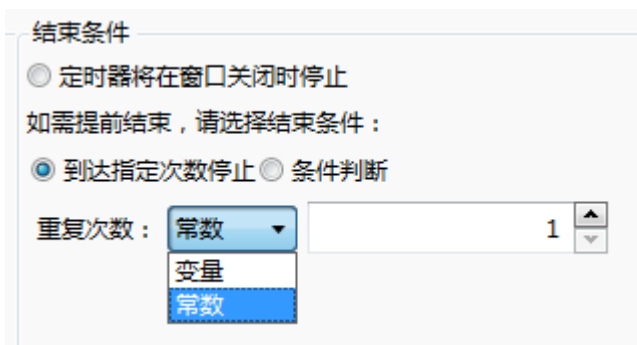 结束条件
定时器将在窗口关闭时停止
如需提前结束，请选择结束条件：
到达指定次数停止 条件判断
重复次数： 常数 1
变量
常数